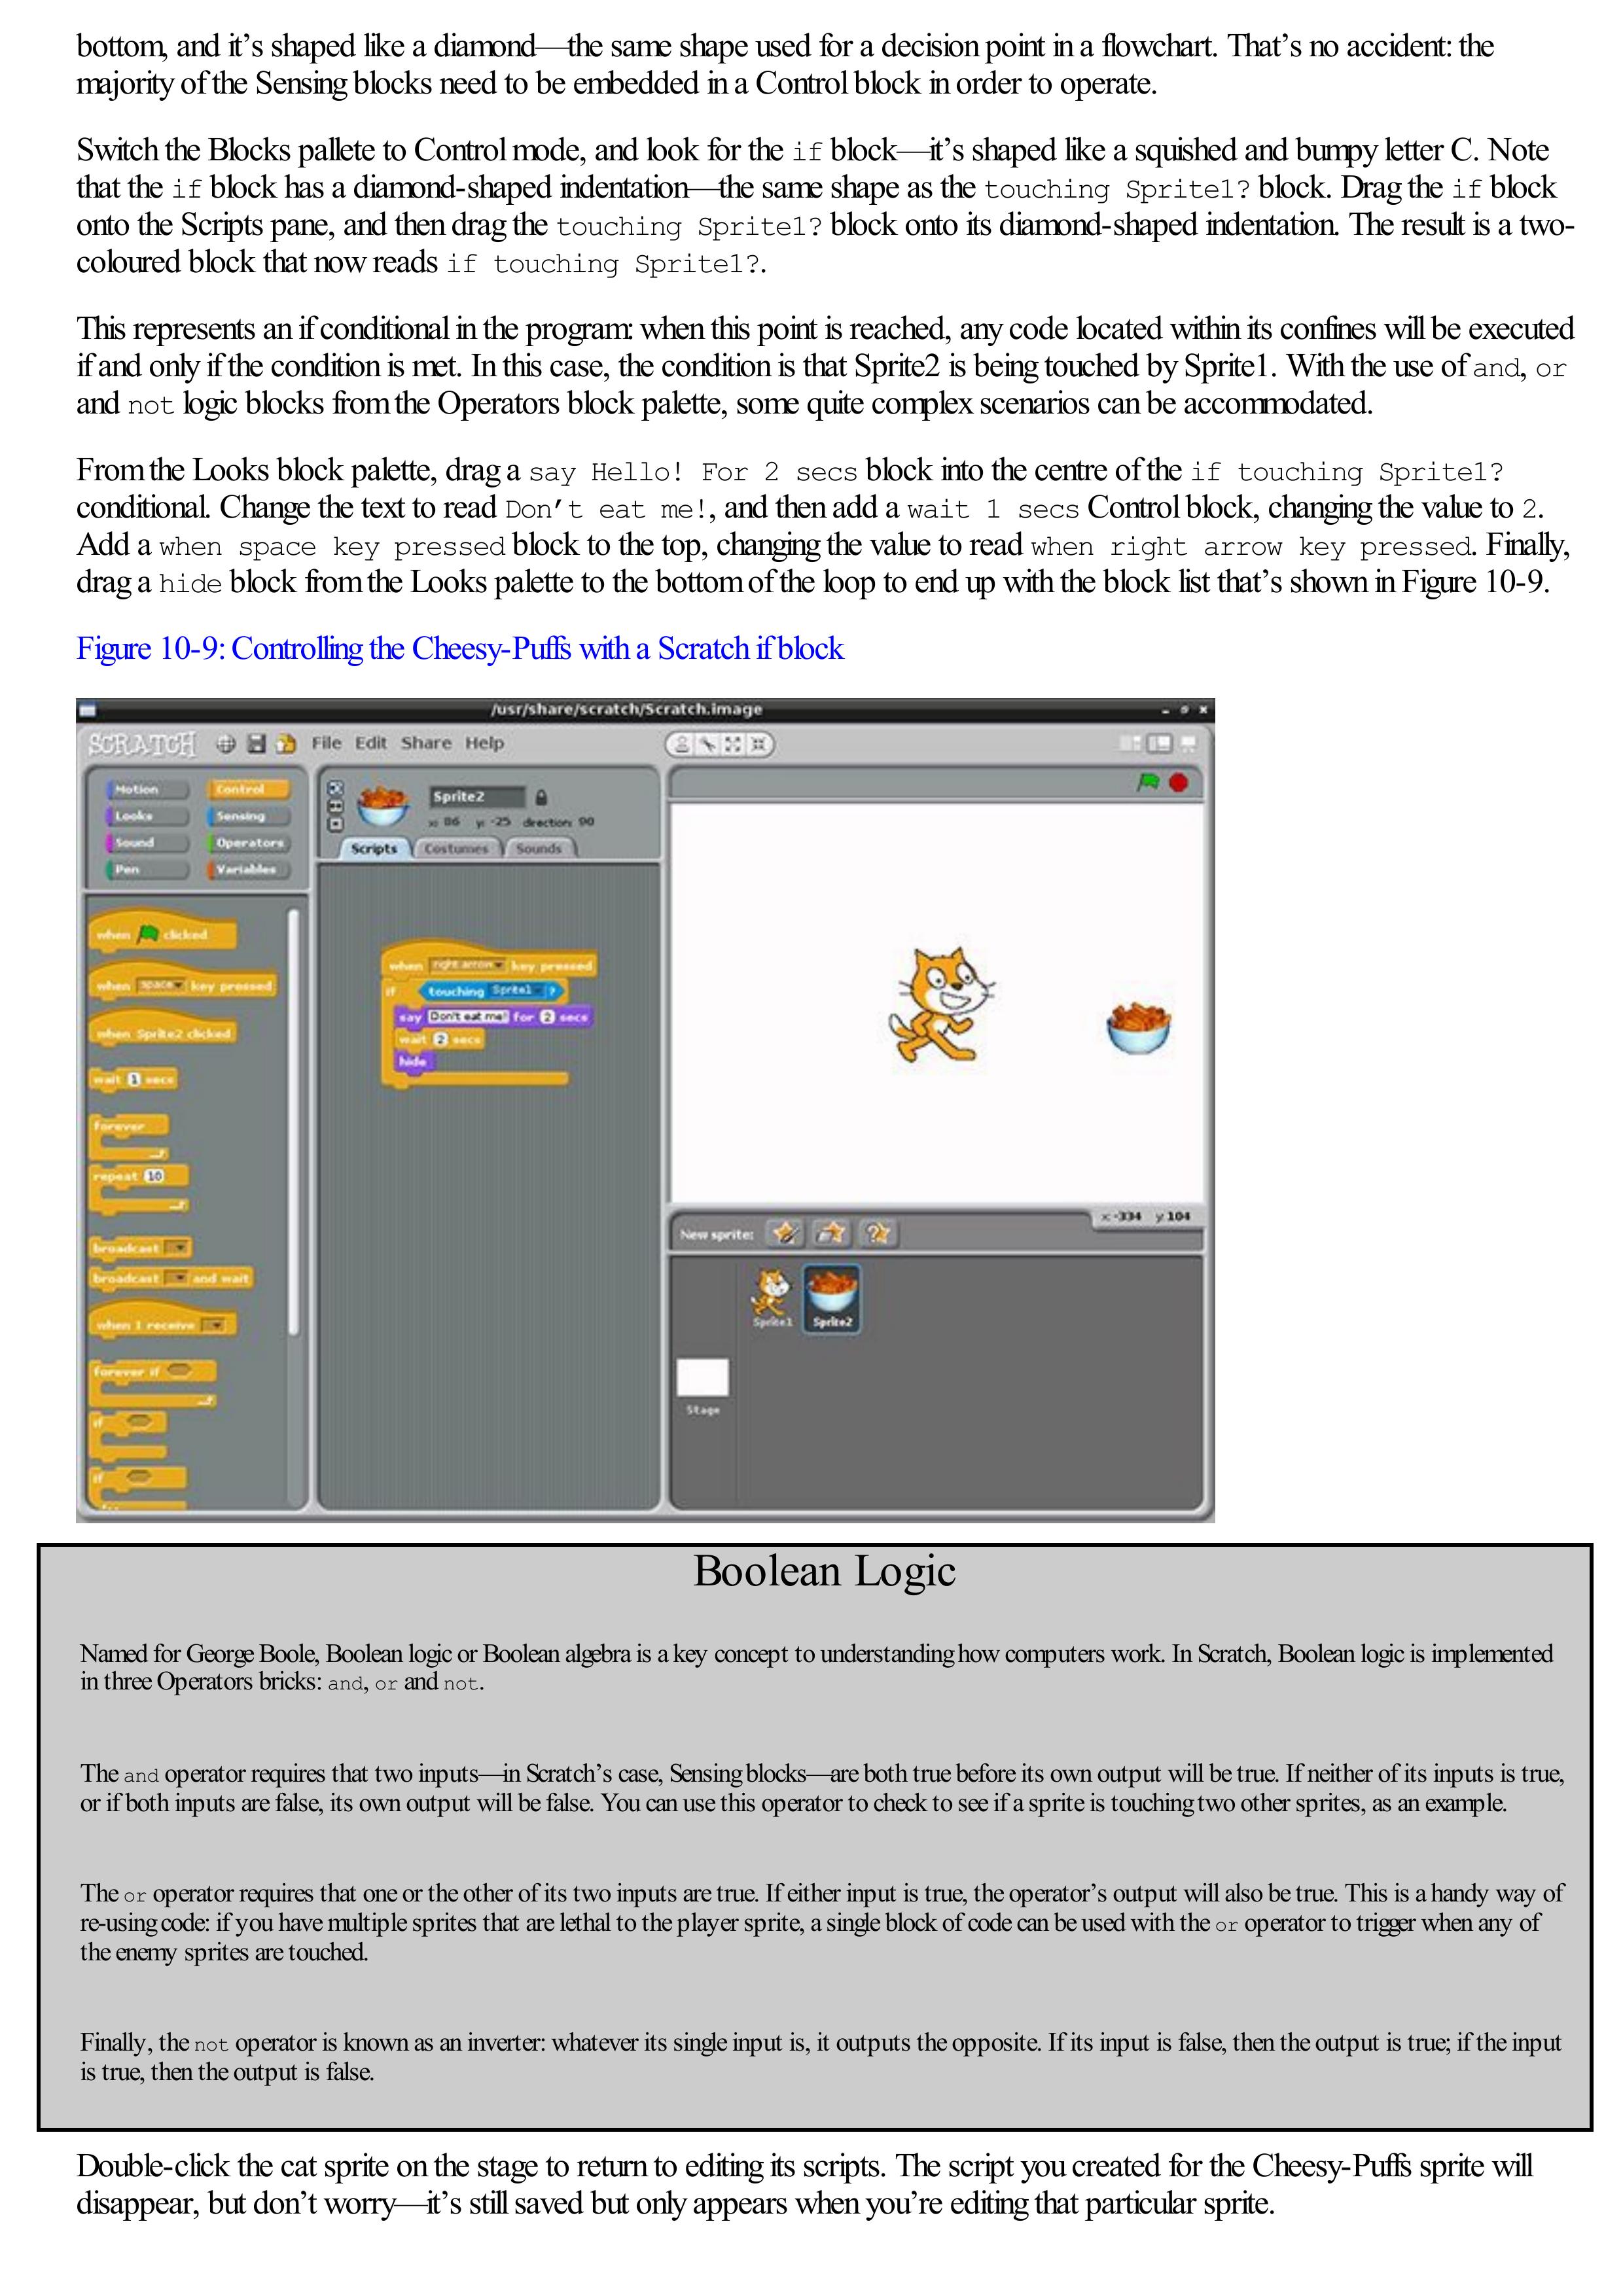 bottom, and it’s shaped like a diamond—the same shape used for a decision point in a flowchart. That’s no accident: the
majority of the Sensing blocks need to be embedded in a Control block in order to operate.
Switch the Blocks pallete to Control mode, and look for the if block—it’s shaped like a squished and bumpy letter C. Note
that the if block has a diamond-shaped indentation—the same shape as the touching Sprite1? block. Drag the if block
onto the Scripts pane, and then drag the touching Sprite1? block onto its diamond-shaped indentation. The result is a two-
coloured block that now reads if touching Sprite1?.
This represents an if conditional in the program: when this point is reached, any code located within its confines will be executed
if and only if the condition is met. In this case, the condition is that Sprite2 is being touched by Sprite1. With the use of and, or
and not logic blocks from the Operators block palette, some quite complex scenarios can be accommodated.
From the Looks block palette, drag a say Hello! For 2 secs block into the centre of the if touching Sprite1?
conditional. Change the text to read Don’t eat me!, and then add a wait 1 secs Control block, changing the value to 2.
Add a when space key pressed block to the top, changing the value to read when right arrow key pressed. Finally,
drag a hide block from the Looks palette to the bottom of the loop to end up with the block list that’s shown in Figure 10-9.
Figure 10-9: Controlling the Cheesy-Puffs with a Scratch if block
/usr/share/scratch/Scratch.image
SCRATCH File Edit Share Help
Motion Control
Looks Sensing
Sound Operators
Pen Variables
when clicked
when space key pressed
when Sprite2 clicked
wait 1 secs
forever
repeat 10
broadcast
broadcast and wait
when I receive
forever if
if
if
Sprite2
x: 86 y: -25 direction: 90
Scripts Costumes Sounds
when right arrow key pressed
if touching Sprite1 ?
say Don't eat me! for 2 secs
wait 2 secs
hide
x: -334 y: 104
New sprite:
Sprite1 Sprite2
Stage
Boolean Logic
Named for George Boole, Boolean logic or Boolean algebra is a key concept to understanding how computers work. In Scratch, Boolean logic is implemented
in three Operators bricks: and, or and not.
The and operator requires that two inputs—in Scratch’s case, Sensing blocks—are both true before its own output will be true. If neither of its inputs is true,
or if both inputs are false, its own output will be false. You can use this operator to check to see if a sprite is touching two other sprites, as an example.
The or operator requires that one or the other of its two inputs are true. If either input is true, the operator’s output will also be true. This is a handy way of
re-using code: if you have multiple sprites that are lethal to the player sprite, a single block of code can be used with the or operator to trigger when any of
the enemy sprites are touched.
Finally, the not operator is known as an inverter: whatever its single input is, it outputs the opposite. If its input is false, then the output is true; if the input
is true, then the output is false.
Double-click the cat sprite on the stage to return to editing its scripts. The script you created for the Cheesy-Puffs sprite will
disappear, but don’t worry—it’s still saved but only appears when you’re editing that particular sprite.